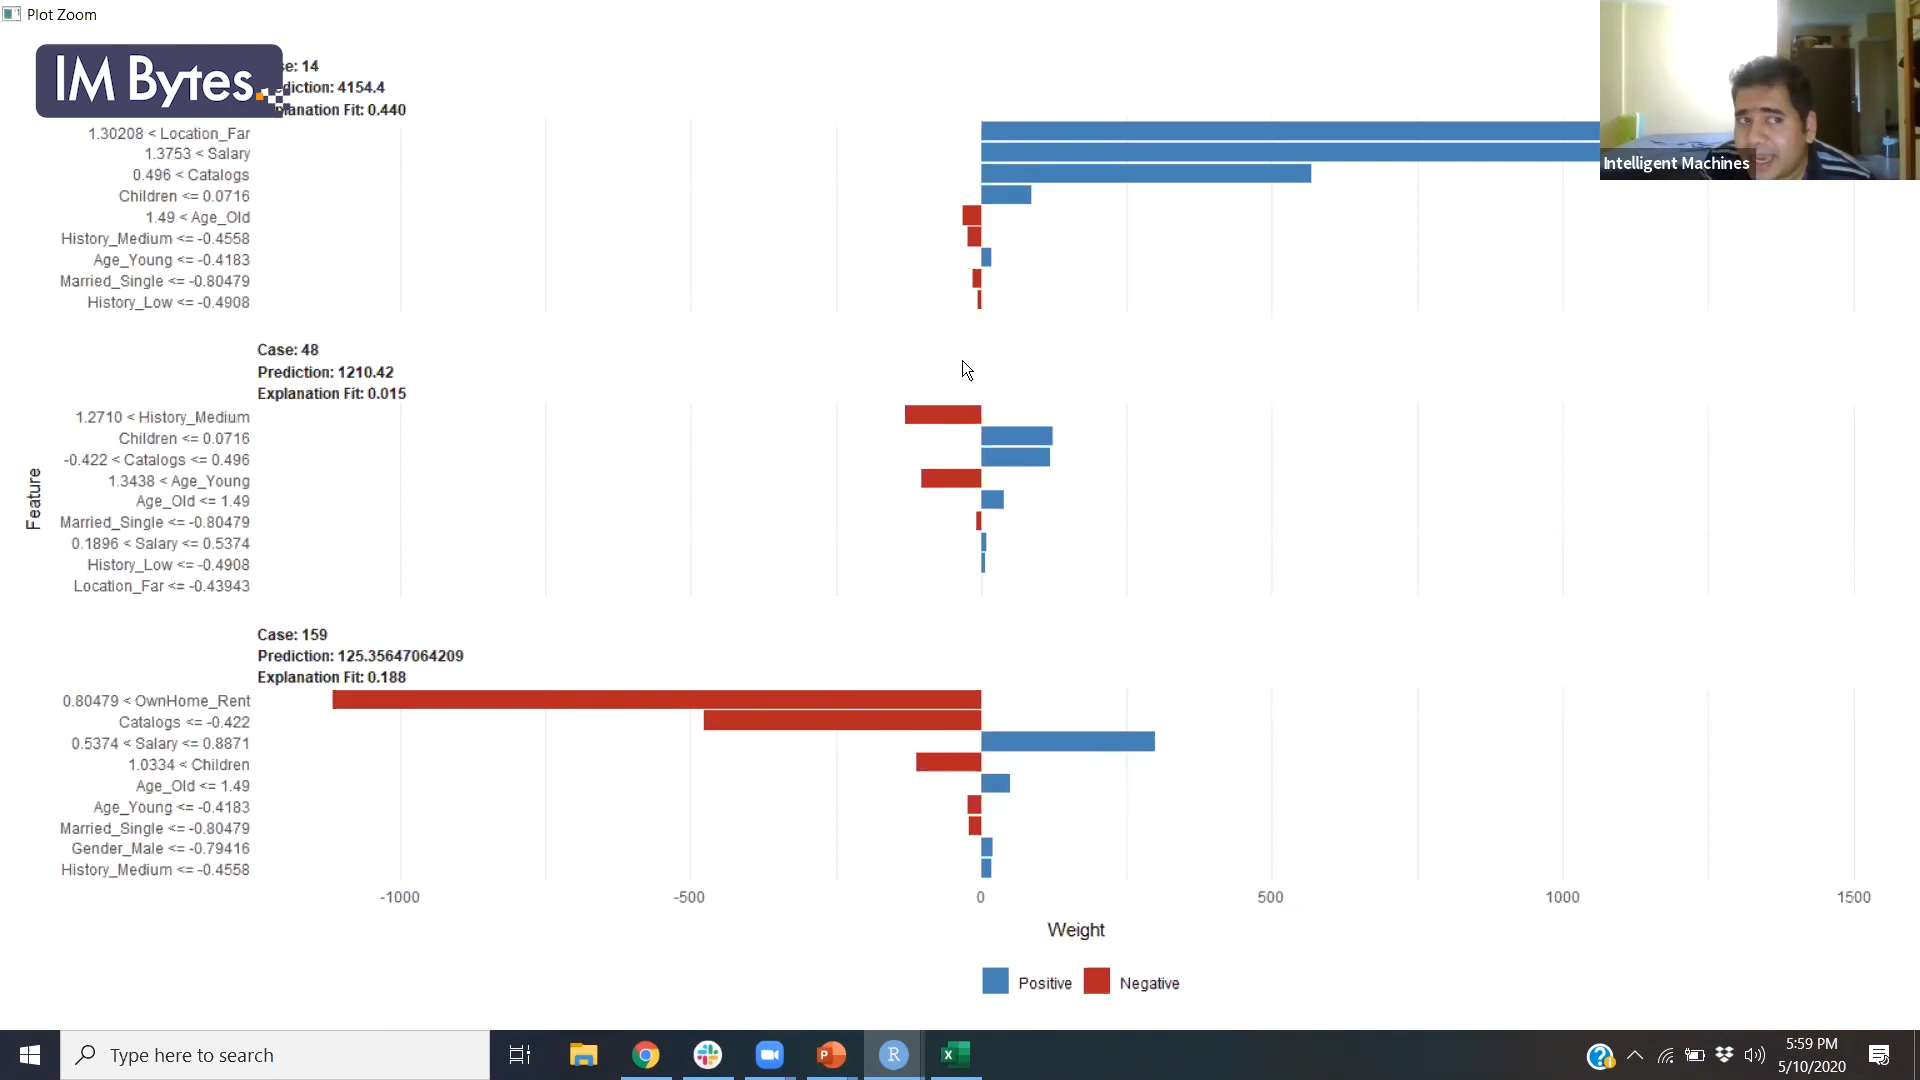 Plot Zoom
IM Bytes.
se: 14
diction: 4154.4
anation Fit: 0.440
1.30208 < Location_Far
1.3753 < Salary
0.496 < Catalogs
Children <= 0.0716
1.49 < Age_Old
History_Medium <= -0.4558
Age_Young <= -0.4183
Married_Single <= -0.80479
History_Low <= -0.4908
Intelligent Machines
Case: 48
Prediction: 1210.42
Explanation Fit: 0.015
1.2710 < History_Medium
Children <= 0.0716
-0.422 < Catalogs <= 0.496
1.3438 < Age_Young
Age_Old <= 1.49
Married_Single <= -0.80479
0.1896 < Salary <= 0.5374
History_Low <= -0.4908
Location_Far <= -0.43943
Feature
Case: 159
Prediction: 125.35647064209
Explanation Fit: 0.188
0.80479 < OwnHome_Rent
Catalogs <= -0.422
0.5374 < Salary <= 0.8871
1.0334 < Children
Age_Old <= 1.49
Age_Young <= -0.4183
Married_Single <= -0.80479
Gender_Male <= -0.79416
History_Medium <= -0.4558
-1000 -500 0 500 1000 1500
Weight
Positive Negative
Type here to search
5:59 PM
5/10/2020